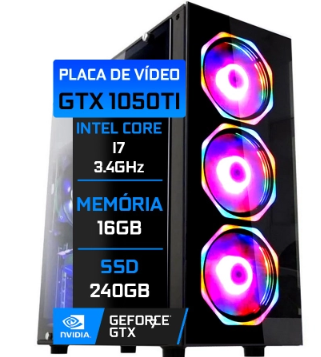 PLACA DE VÍDEO
GTX 1050TI
INTEL CORE
I7
3.4GHz
MEMÓRIA
16GB
SSD
240GB
NVIDIA
GEFORCE
GTX